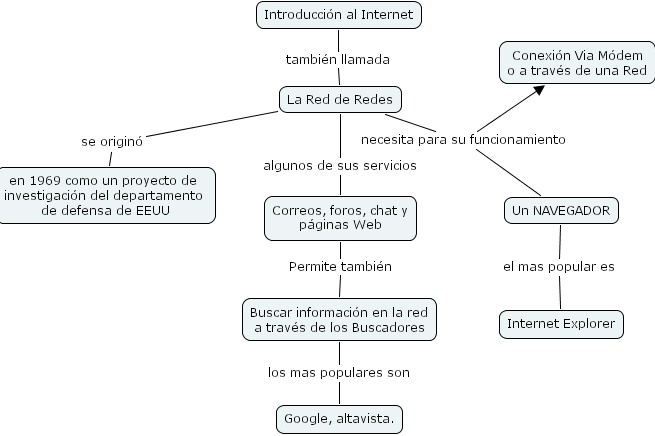 Introducción al Internet
también llamada
La Red de Redes
se originó
en 1969 como un proyecto de
investigación del departamento
de defensa de EEUU
algunos de sus servicios
Correos, foros, chat y
páginas Web
Permite también
Buscar información en la red
a través de los Buscadores
los mas populares son
Google, altavista.
necesita para su funcionamiento
Conexión Via Módem
o a través de una Red
Un NAVEGADOR
el mas popular es
Internet Explorer